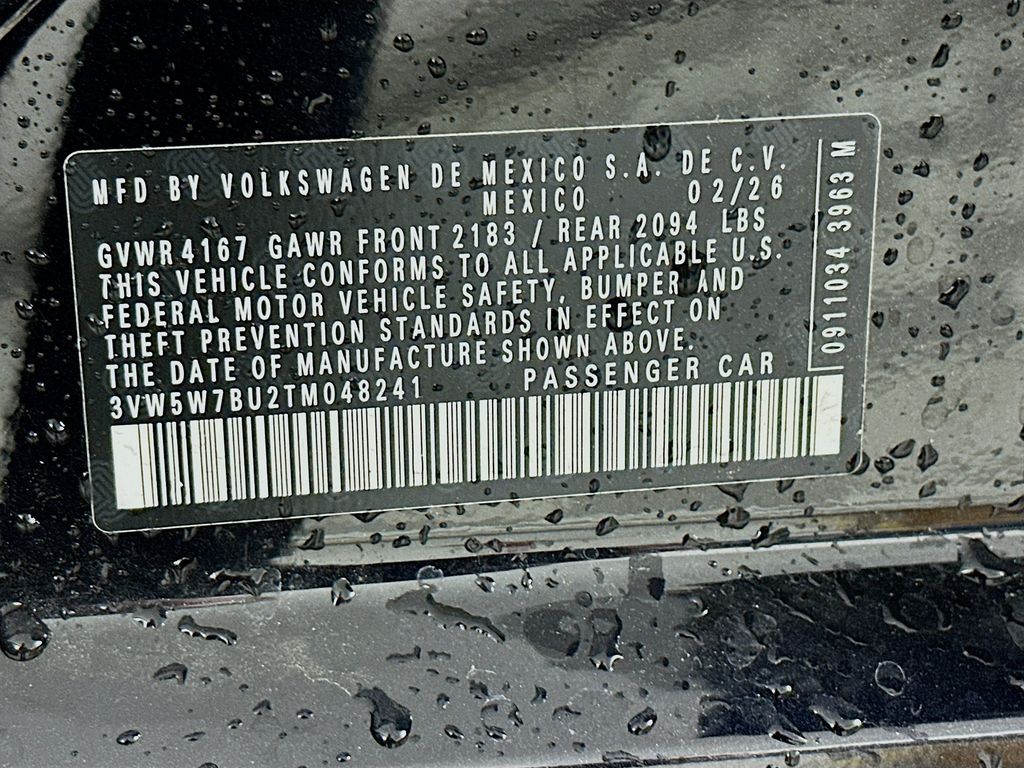 MFD BY VOLKSWAGEN DE MEXICO S.A. DE C.V.
MEXICO 02/26
GVWR 4167 GAWR FRONT 2183 / REAR 2094 LBS
THIS VEHICLE CONFORMS TO ALL APPLICABLE U.S.
FEDERAL MOTOR VEHICLE SAFETY, BUMPER AND
THEFT PREVENTION STANDARDS IN EFFECT ON
THE DATE OF MANUFACTURE SHOWN ABOVE.
3VW5W7BU2TM048241 PASSENGER CAR
0911034 3963 M